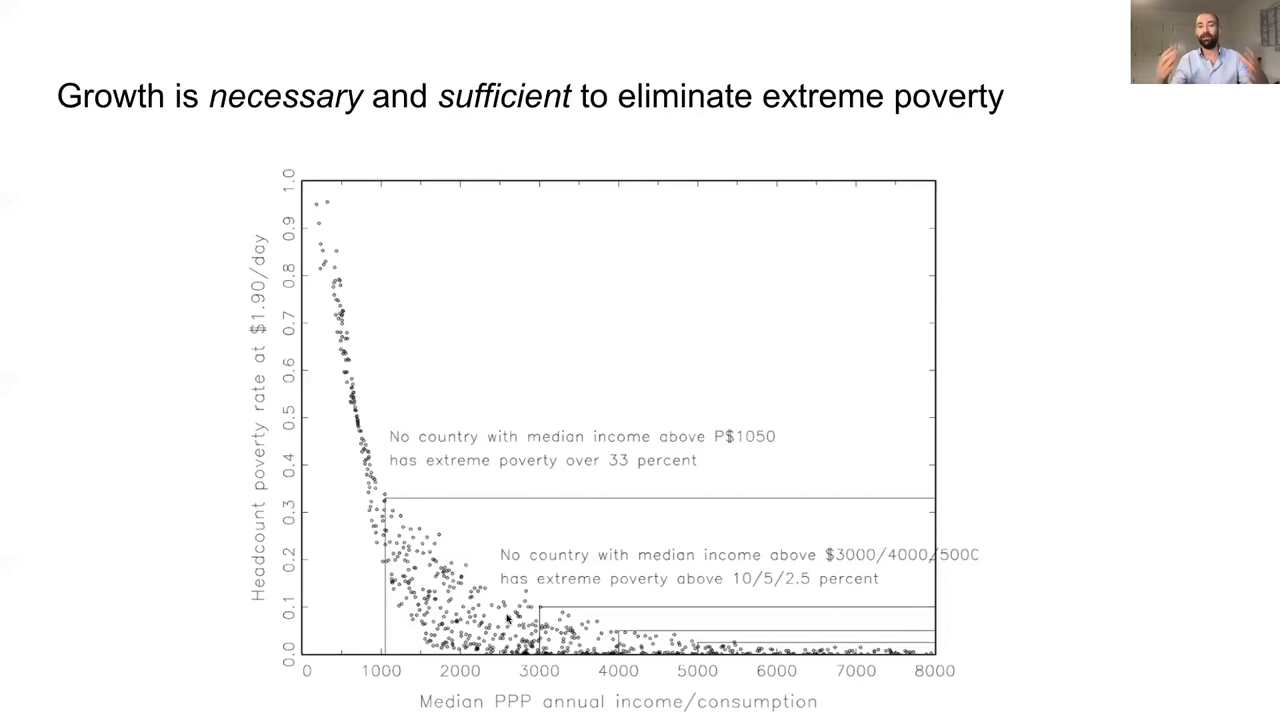 Growth is necessary and sufficient to eliminate extreme poverty
Headcount poverty rate at $1.90/day
1.0
0.9
0.8
0.7
0.6
0.5
0.4
0.3
0.2
0.1
0.0
No country with median income above P$1050
has extreme poverty over 33 percent
No country with median income above $3000/4000/5000
has extreme poverty above 10/5/2.5 percent
0 1000 2000 3000 4000 5000 6000 7000 8000
Median PPP annual income/consumption